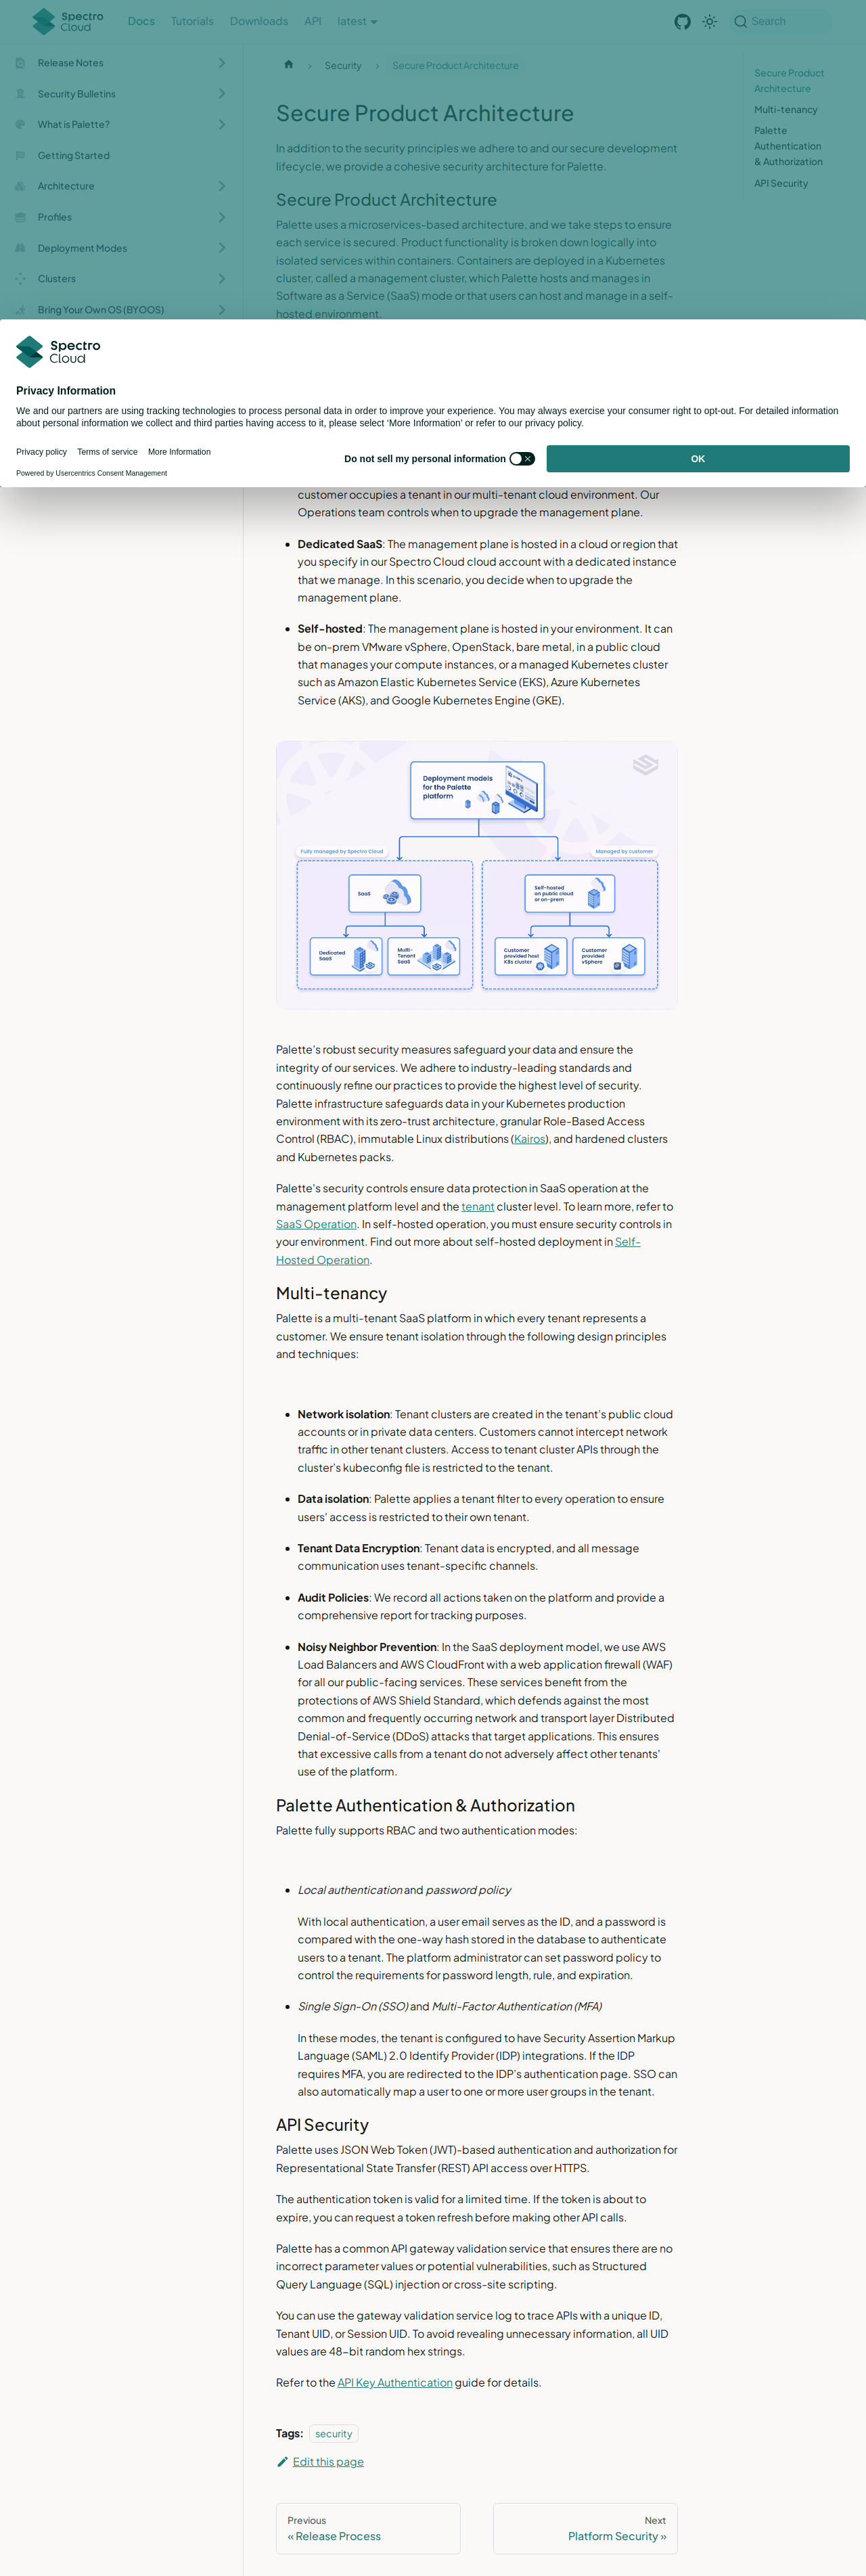 Spectro Cloud
Docs
Tutorials
Downloads
API
latest
Search
Release Notes
Security Bulletins
What is Palette?
Getting Started
Architecture
Profiles
Deployment Modes
Clusters
Bring Your Own OS (BYOOS)
Security
Secure Product Architecture
Secure Product Architecture
In addition to the security principles we adhere to and our secure development
lifecycle, we provide a cohesive security architecture for Palette.
Secure Product Architecture
Palette uses a microservices-based architecture, and we take steps to ensure
each service is secured. Product functionality is broken down logically into
isolated services within containers. Containers are deployed in a Kubernetes
cluster, called a management cluster, which Palette hosts and manages in
Software as a Service (SaaS) mode or that users can host and manage in a self-
hosted environment.
Secure Product
Architecture
Multi-tenancy
Palette
Authentication
& Authorization
API Security
Spectro
Cloud
Privacy Information
We and our partners are using tracking technologies to process personal data in order to improve your experience. You may always exercise your consumer right to opt-out. For detailed information
about personal information we collect and third parties having access to it, please select ‘More Information’ or refer to our privacy policy.
Privacy policy
Terms of service
More Information
Do not sell my personal information
OK
Powered by Usercentrics Consent Management
customer occupies a tenant in our multi-tenant cloud environment. Our
Operations team controls when to upgrade the management plane.
Dedicated SaaS: The management plane is hosted in a cloud or region that
you specify in our Spectro Cloud cloud account with a dedicated instance
that we manage. In this scenario, you decide when to upgrade the
management plane.
Self-hosted: The management plane is hosted in your environment. It can
be on-prem VMware vSphere, OpenStack, bare metal, in a public cloud
that manages your compute instances, or a managed Kubernetes cluster
such as Amazon Elastic Kubernetes Service (EKS), Azure Kubernetes
Service (AKS), and Google Kubernetes Engine (GKE).
Deployment models
for the Palette
platform
Fully managed by Spectro Cloud
Managed by customer
SaaS
Self-hosted
on public cloud
or on-prem
Dedicated
SaaS
Multi-
Tenant
SaaS
Customer
provided host
K8s cluster
Customer
provided
vSphere
Palette’s robust security measures safeguard your data and ensure the
integrity of our services. We adhere to industry-leading standards and
continuously refine our practices to provide the highest level of security.
Palette infrastructure safeguards data in your Kubernetes production
environment with its zero-trust architecture, granular Role-Based Access
Control (RBAC), immutable Linux distributions (Kairos), and hardened clusters
and Kubernetes packs.
Palette’s security controls ensure data protection in SaaS operation at the
management platform level and the tenant cluster level. To learn more, refer to
SaaS Operation. In self-hosted operation, you must ensure security controls in
your environment. Find out more about self-hosted deployment in Self-
Hosted Operation.
Multi-tenancy
Palette is a multi-tenant SaaS platform in which every tenant represents a
customer. We ensure tenant isolation through the following design principles
and techniques:
Network isolation: Tenant clusters are created in the tenant’s public cloud
accounts or in private data centers. Customers cannot intercept network
traffic in other tenant clusters. Access to tenant cluster APIs through the
cluster’s kubeconfig file is restricted to the tenant.
Data isolation: Palette applies a tenant filter to every operation to ensure
users' access is restricted to their own tenant.
Tenant Data Encryption: Tenant data is encrypted, and all message
communication uses tenant-specific channels.
Audit Policies: We record all actions taken on the platform and provide a
comprehensive report for tracking purposes.
Noisy Neighbor Prevention: In the SaaS deployment model, we use AWS
Load Balancers and AWS CloudFront with a web application firewall (WAF)
for all our public-facing services. These services benefit from the
protections of AWS Shield Standard, which defends against the most
common and frequently occurring network and transport layer Distributed
Denial-of-Service (DDoS) attacks that target applications. This ensures
that excessive calls from a tenant do not adversely affect other tenants'
use of the platform.
Palette Authentication & Authorization
Palette fully supports RBAC and two authentication modes:
Local authentication and password policy
With local authentication, a user email serves as the ID, and a password is
compared with the one-way hash stored in the database to authenticate
users to a tenant. The platform administrator can set password policy to
control the requirements for password length, rule, and expiration.
Single Sign-On (SSO) and Multi-Factor Authentication (MFA)
In these modes, the tenant is configured to have Security Assertion Markup
Language (SAML) 2.0 Identify Provider (IDP) integrations. If the IDP
requires MFA, you are redirected to the IDP’s authentication page. SSO can
also automatically map a user to one or more user groups in the tenant.
API Security
Palette uses JSON Web Token (JWT)-based authentication and authorization for
Representational State Transfer (REST) API access over HTTPS.
The authentication token is valid for a limited time. If the token is about to
expire, you can request a token refresh before making other API calls.
Palette has a common API gateway validation service that ensures there are no
incorrect parameter values or potential vulnerabilities, such as Structured
Query Language (SQL) injection or cross-site scripting.
You can use the gateway validation service log to trace APIs with a unique ID,
Tenant UID, or Session UID. To avoid revealing unnecessary information, all UID
values are 48-bit random hex strings.
Refer to the API Key Authentication guide for details.
Tags: security
Edit this page
Previous
« Release Process
Next
Platform Security »